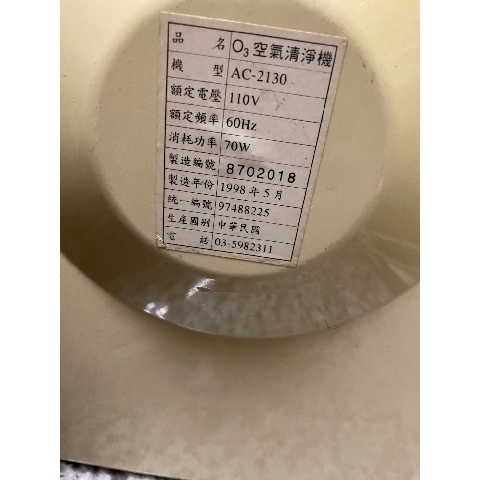 品名 O₃空氣清淨機
機型 AC-2130
額定電壓 110V
額定頻率 60Hz
消耗功率 70W
製造編號 8702018
製造年份 1998年5月
統一編號 97488225
生產國別 中華民國
電話 03-5982311